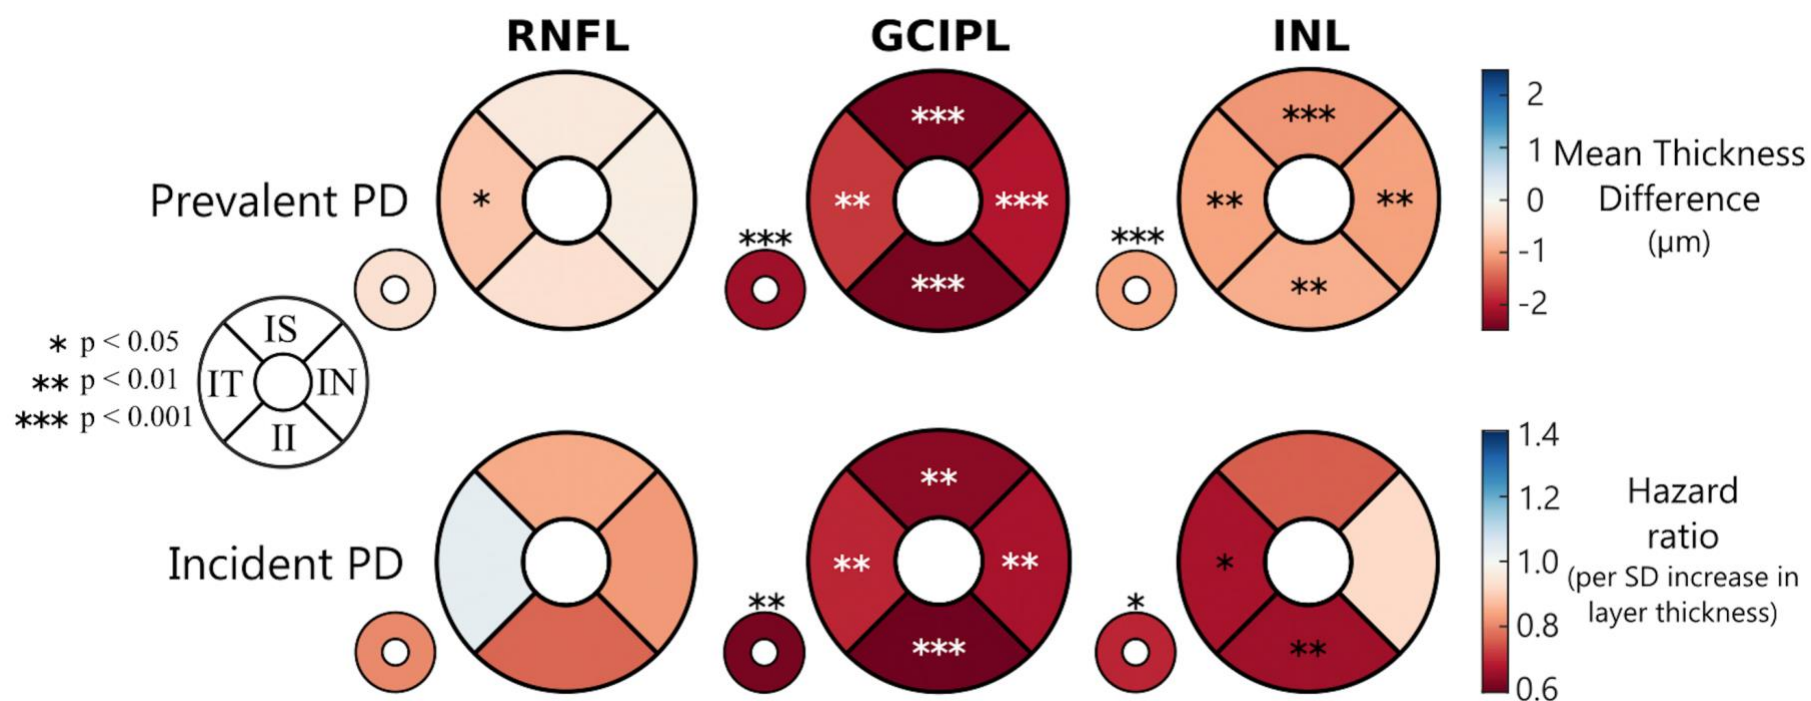 RNFL GCIPL INL
Prevalent PD
* *** *** ** *** *** *** *** ** ** ** ***
2
1
0
-1
-2
Mean Thickness
Difference
(µm)
* p < 0.05
** p < 0.01
*** p < 0.001
IS
IT IN
II
Incident PD
** ** ** *** ** * ** *
1.4
1.2
1.0
0.8
0.6
Hazard
ratio
(per SD increase in
layer thickness)